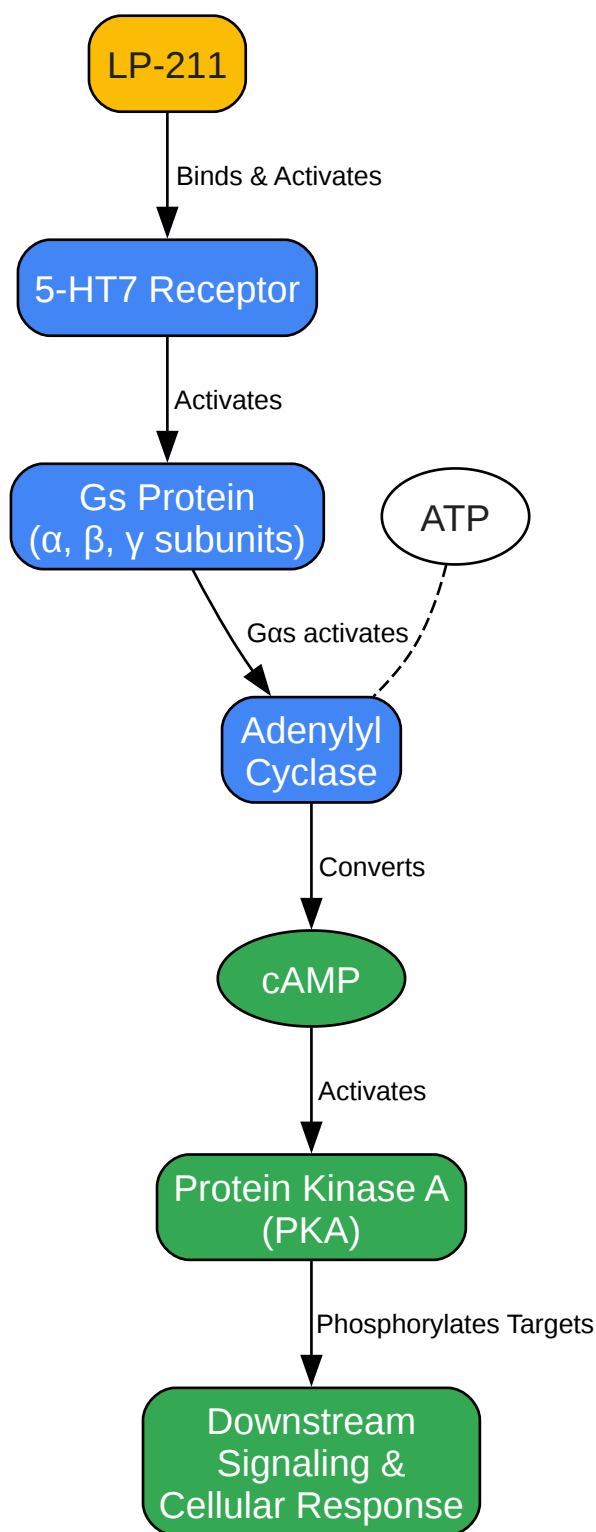 LP-211
Binds & Activates
5-HT7 Receptor
Activates
Gs Protein
(α, β, γ subunits)
ATP
Gαs activates
Adenylyl
Cyclase
Converts
cAMP
Activates
Protein Kinase A
(PKA)
Phosphorylates Targets
Downstream
Signaling &
Cellular Response